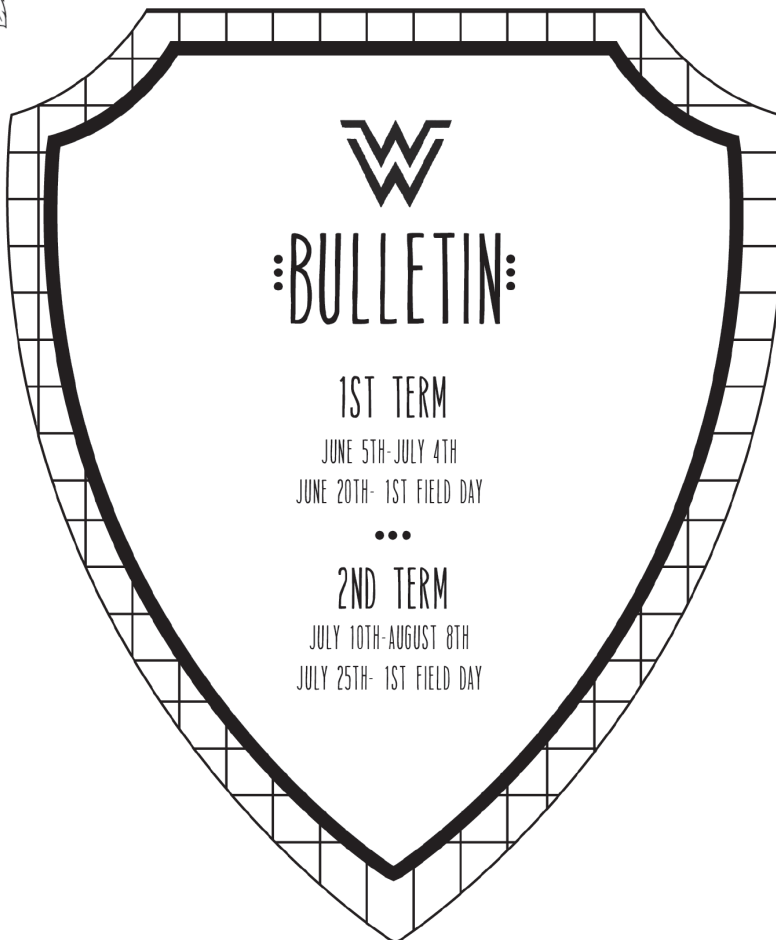 W
BULLETIN
1ST TERM
JUNE 5TH-JULY 4TH
JUNE 20TH- 1ST FIELD DAY
2ND TERM
JULY 10TH-AUGUST 8TH
JULY 25TH- 1ST FIELD DAY